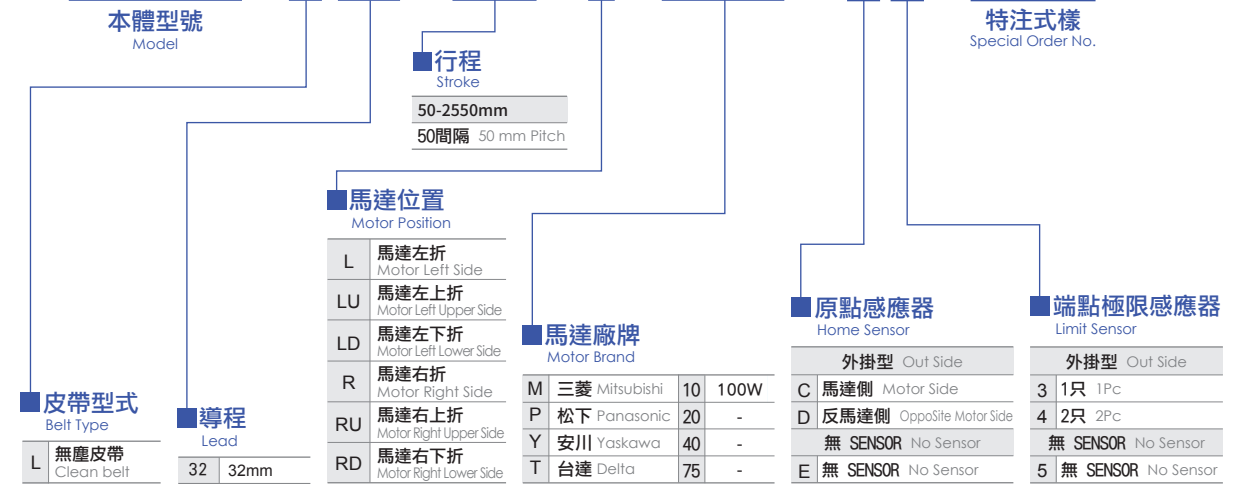 本體型號
Model
特注式樣
Special Order No.
行程
Stroke
50-2550mm
50間隔 50 mm Pitch
馬達位置
Motor Position
L 馬達左折
Motor Left Side
LU 馬達左上折
Motor Left Upper Side
LD 馬達左下折
Motor Left Lower Side
R 馬達右折
Motor Right Side
RU 馬達右上折
Motor Right Upper Side
RD 馬達右下折
Motor Right Lower Side
皮帶型式
Belt Type
L 無塵皮帶
Clean belt
導程
Lead
32 32mm
馬達廠牌
Motor Brand
M 三菱 Mitsubishi 10 100W
P 松下 Panasonic 20 -
Y 安川 Yaskawa 40 -
T 台達 Delta 75 -
原點感應器
Home Sensor
外掛型 Out Side
C 馬達側 Motor Side
D 反馬達側 OppoSite Motor Side
無 SENSOR No Sensor
E 無 SENSOR No Sensor
端點極限感應器
Limit Sensor
外掛型 Out Side
3 1只 1Pc
4 2只 2Pc
無 SENSOR No Sensor
5 無 SENSOR No Sensor